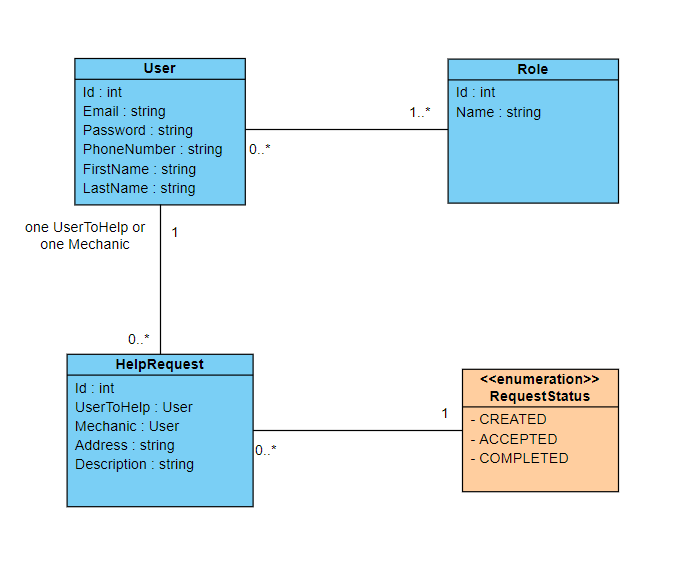 User
Id : int
Email : string
Password : string
PhoneNumber : string
FirstName : string
LastName : string
Role
Id : int
Name : string
1..*
0..*
one UserToHelp or
one Mechanic
1
0..*
HelpRequest
Id : int
UserToHelp : User
Mechanic : User
Address : string
Description : string
1
0..*
<<enumeration>>
RequestStatus
- CREATED
- ACCEPTED
- COMPLETED